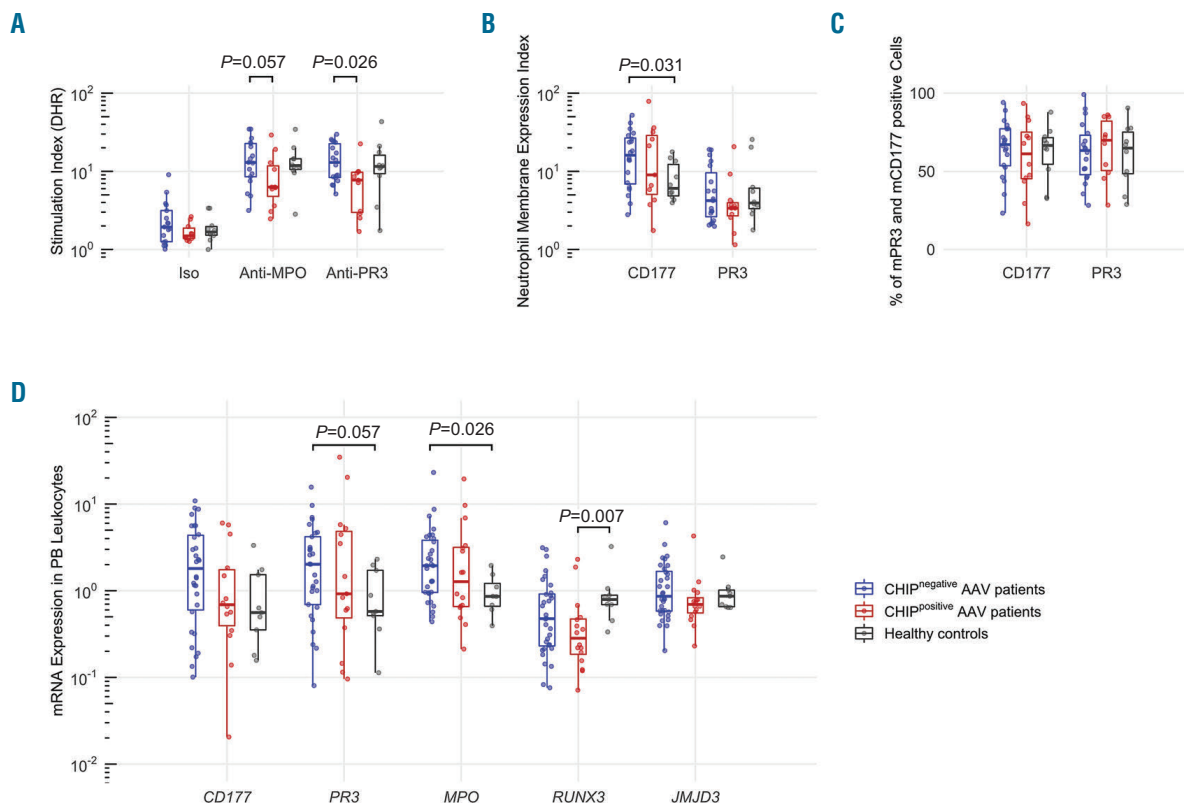 A
Stimulation Index (DHR)
P=0.057
P=0.026
10²
10¹
10⁰
Iso
Anti-MPO
Anti-PR3
B
Neutrophil Membrane Expression Index
P=0.031
10²
10¹
10⁰
CD177
PR3
C
% of mPR3 and mCD177 positive Cells
100
50
0
CD177
PR3
D
mRNA Expression in PB Leukocytes
10²
10¹
10⁰
10⁻¹
10⁻²
P=0.057
P=0.026
P=0.007
CD177
PR3
MPO
RUNX3
JMJD3
CHIPⁿᵉᵍᵃᵗⁱᵛᵉ AAV patients
CHIPᵖᵒˢⁱᵗⁱᵛᵉ AAV patients
Healthy controls